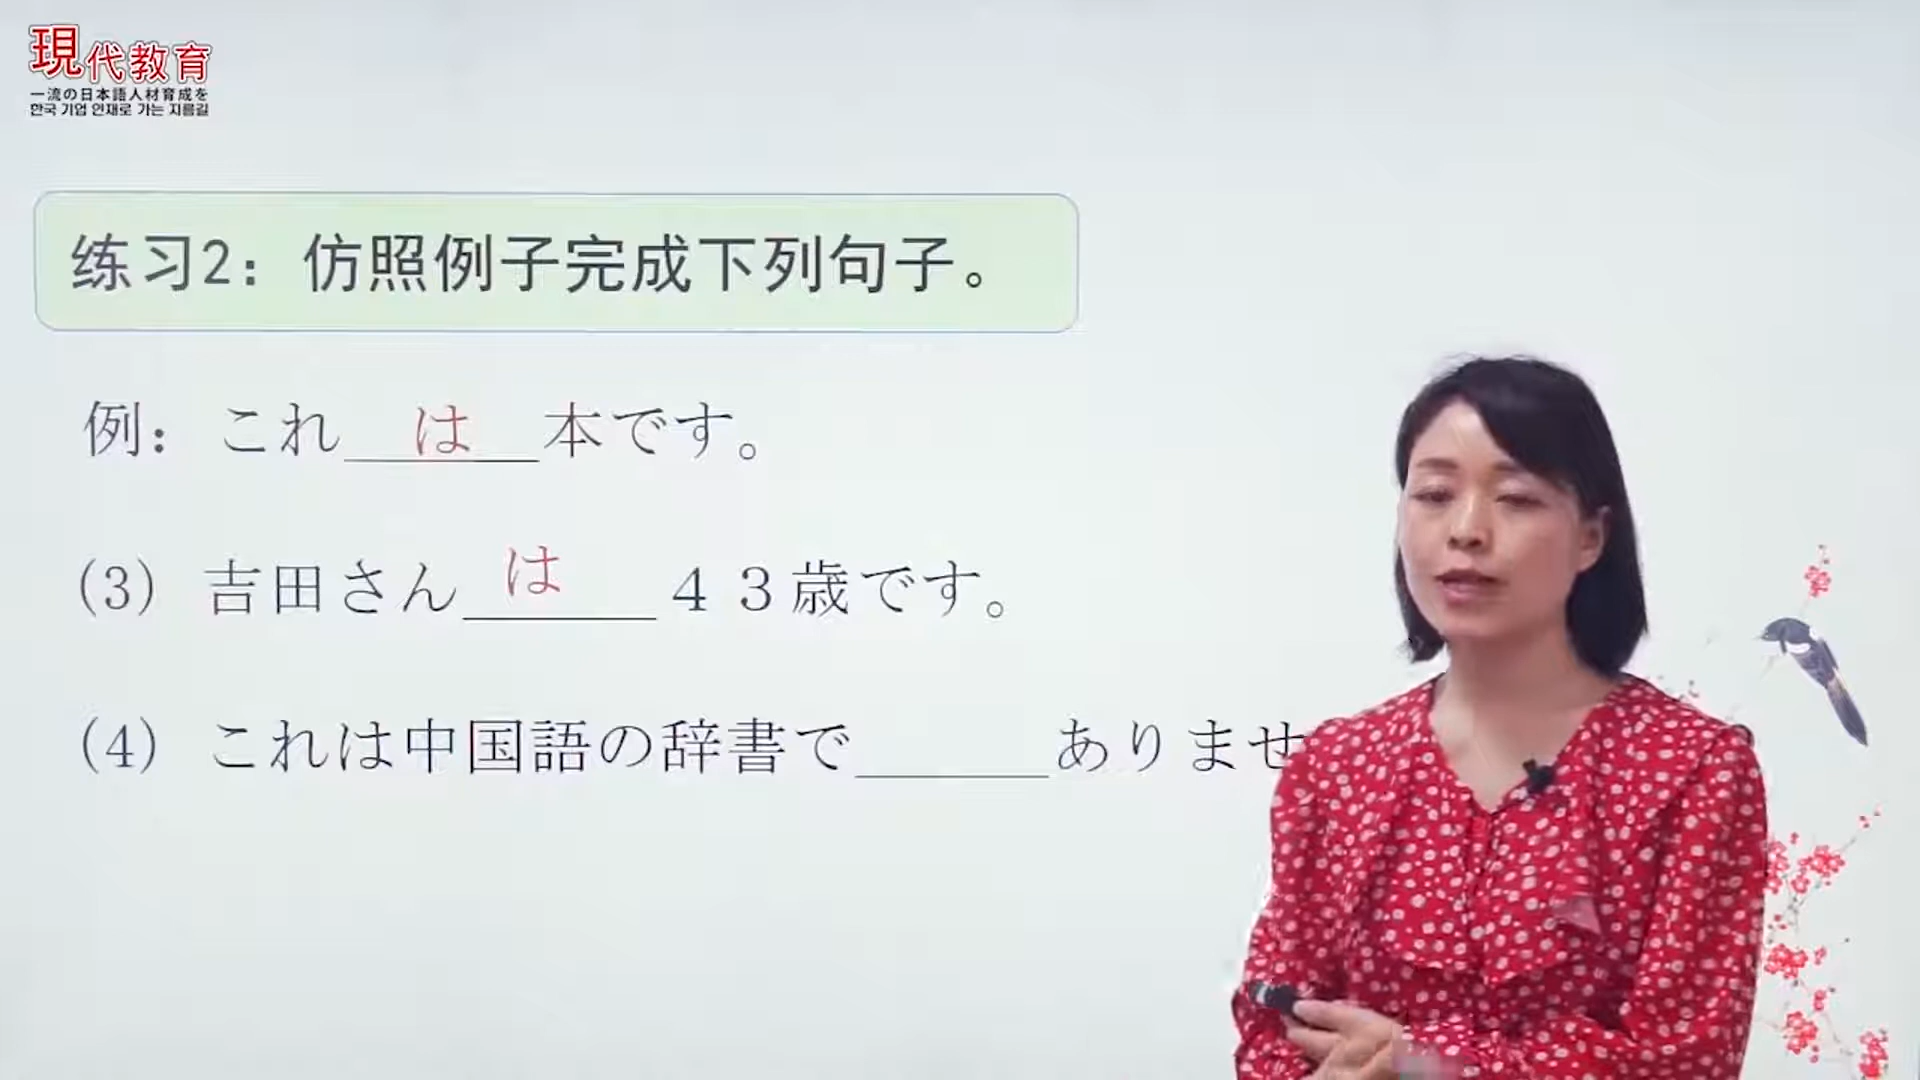 現代教育
一流の日本語人材育成を
한국 기업 인재로 가는 지름길
练习2：仿照例子完成下列句子。
例：これ＿は＿本です。
(3) 吉田さん＿は＿４３歳です。
(4) これは中国語の辞書で＿＿＿ありませ